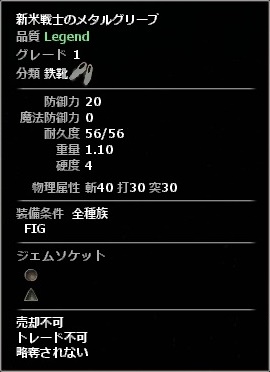 新米戦士のメタルグリーブ
品質 Legend
グレード 1
分類 鉄靴
防御力 20
魔法防御力 0
耐久度 56/56
重量 1.10
硬度 4
物理属性 斬40 打30 突30
装備条件 全種族
FIG
ジェムソケット
売却不可
トレード不可
略奪されない